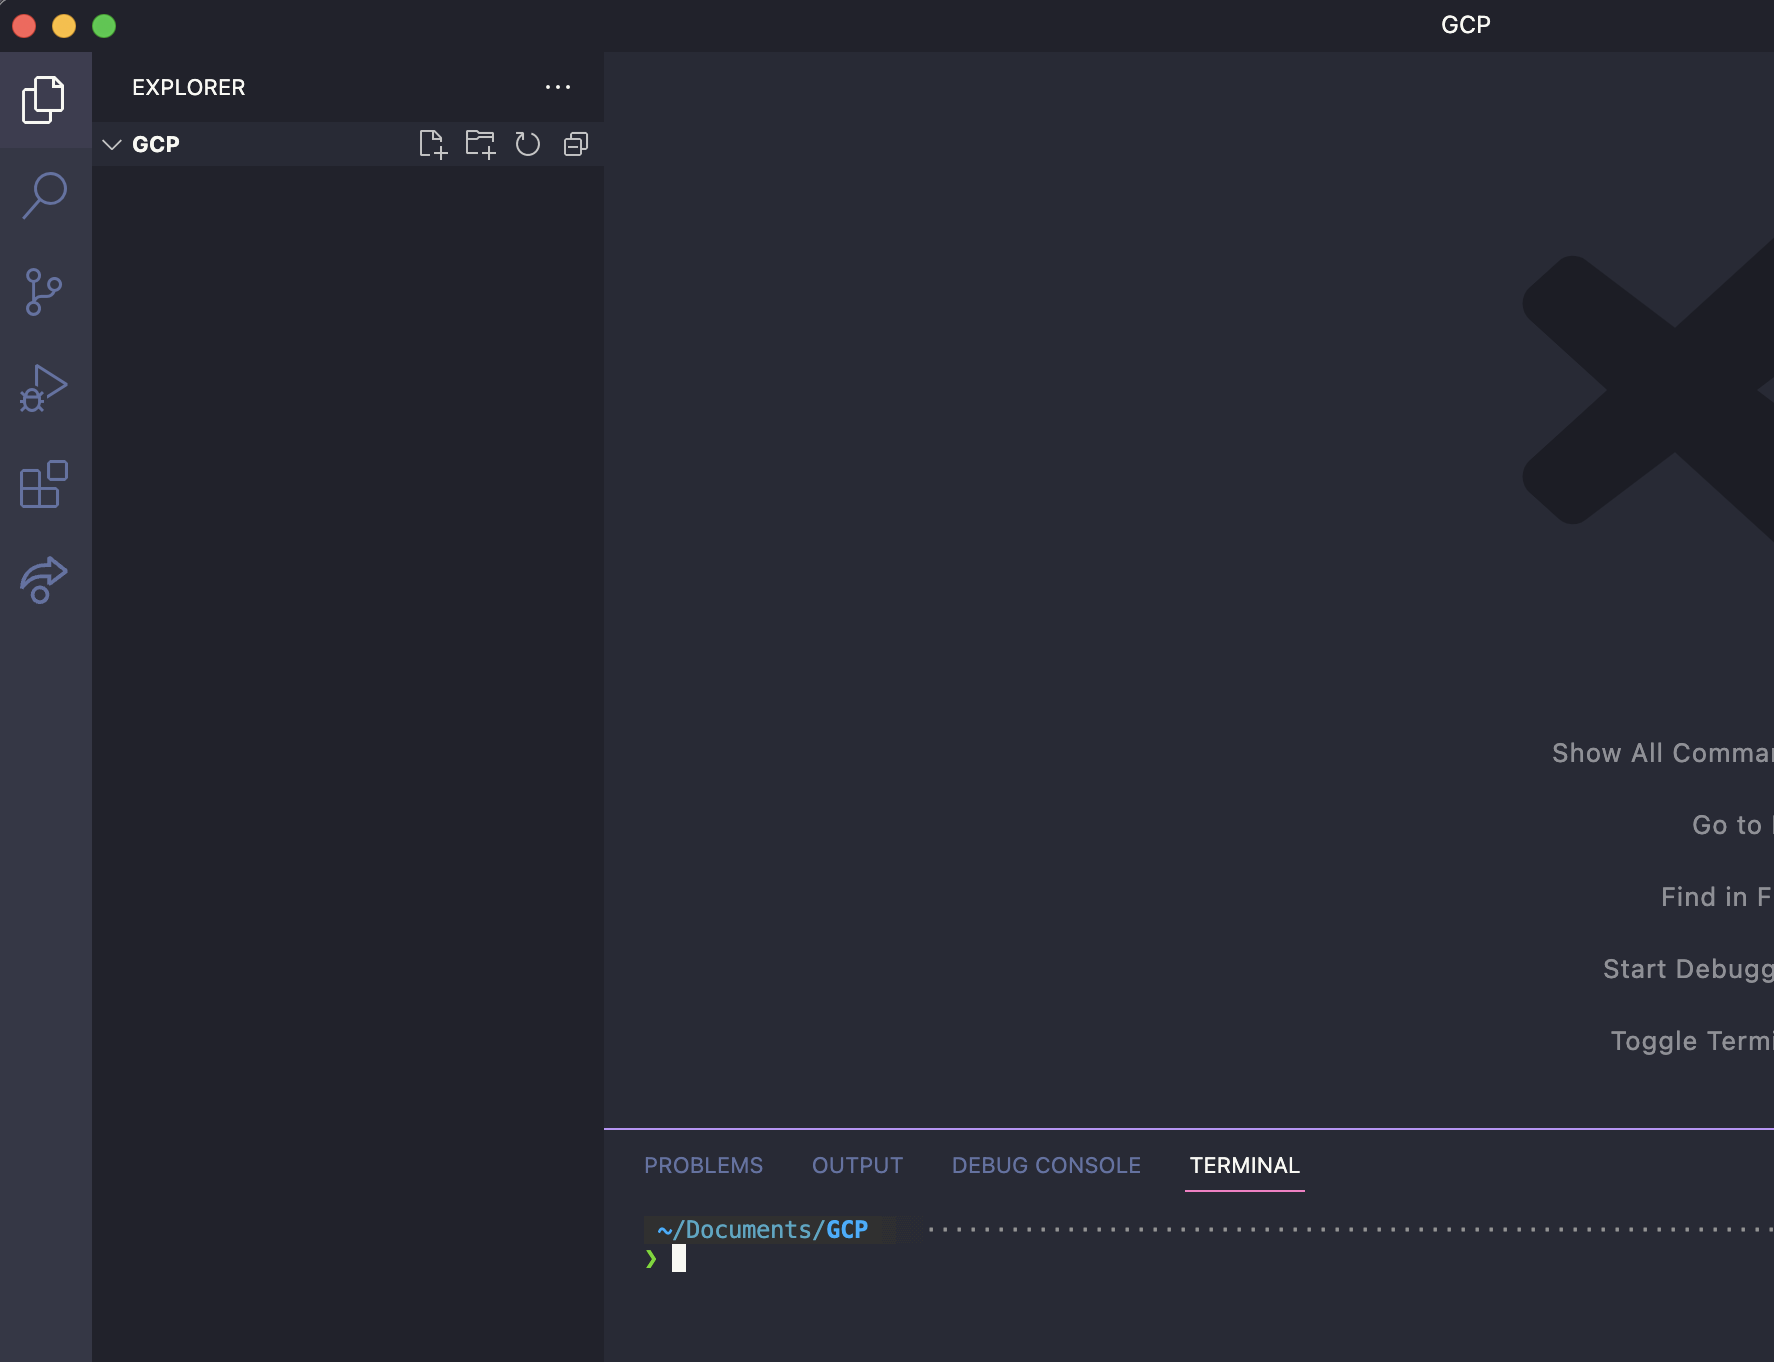 GCP
EXPLORER
GCP
Show All Comma
Go to
Find in F
Start Debugg
Toggle Termi
PROBLEMS OUTPUT DEBUG CONSOLE TERMINAL
~/Documents/GCP
❯